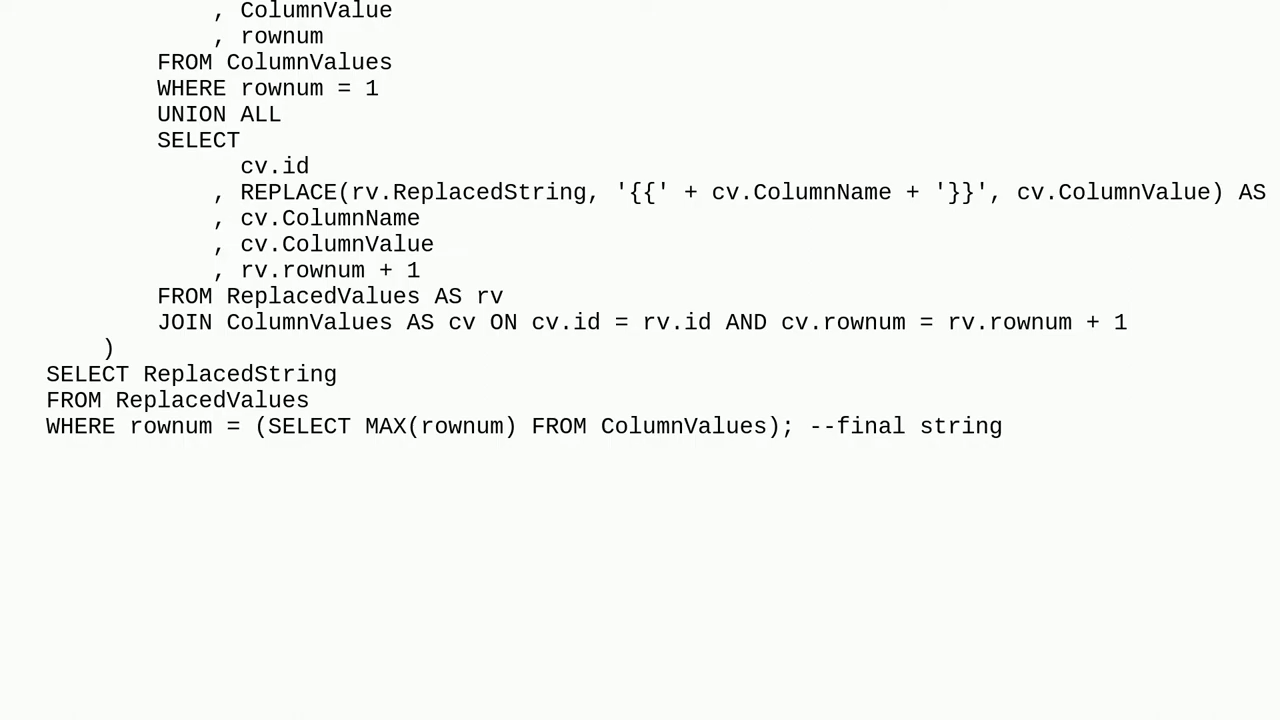 , ColumnValue
, rownum
FROM ColumnValues
WHERE rownum = 1
UNION ALL
SELECT
cv.id
, REPLACE(rv.ReplacedString, '{{' + cv.ColumnName + '}}', cv.ColumnValue) AS
, cv.ColumnName
, cv.ColumnValue
, rv.rownum + 1
FROM ReplacedValues AS rv
JOIN ColumnValues AS cv ON cv.id = rv.id AND cv.rownum = rv.rownum + 1
)
SELECT ReplacedString
FROM ReplacedValues
WHERE rownum = (SELECT MAX(rownum) FROM ColumnValues); --final string